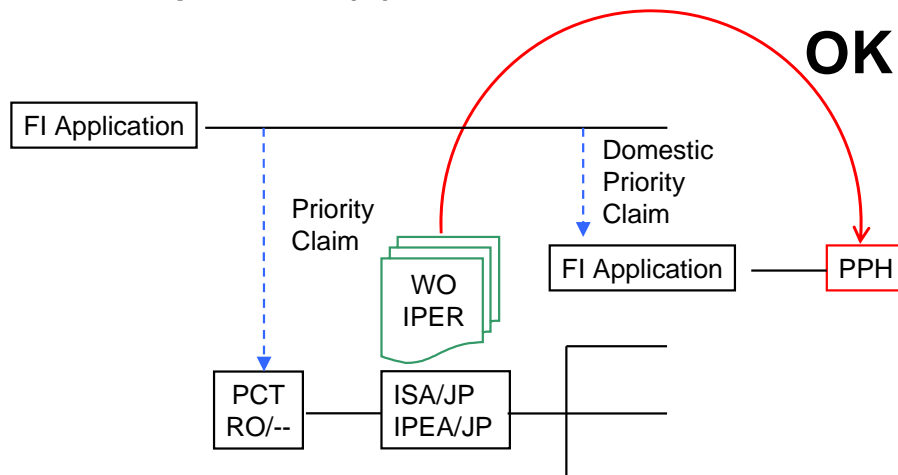 OK
FI Application
Domestic
Priority
Claim
Priority
Claim
FI Application
PPH
WO
IPER
PCT
RO/--
ISA/JP
IPEA/JP